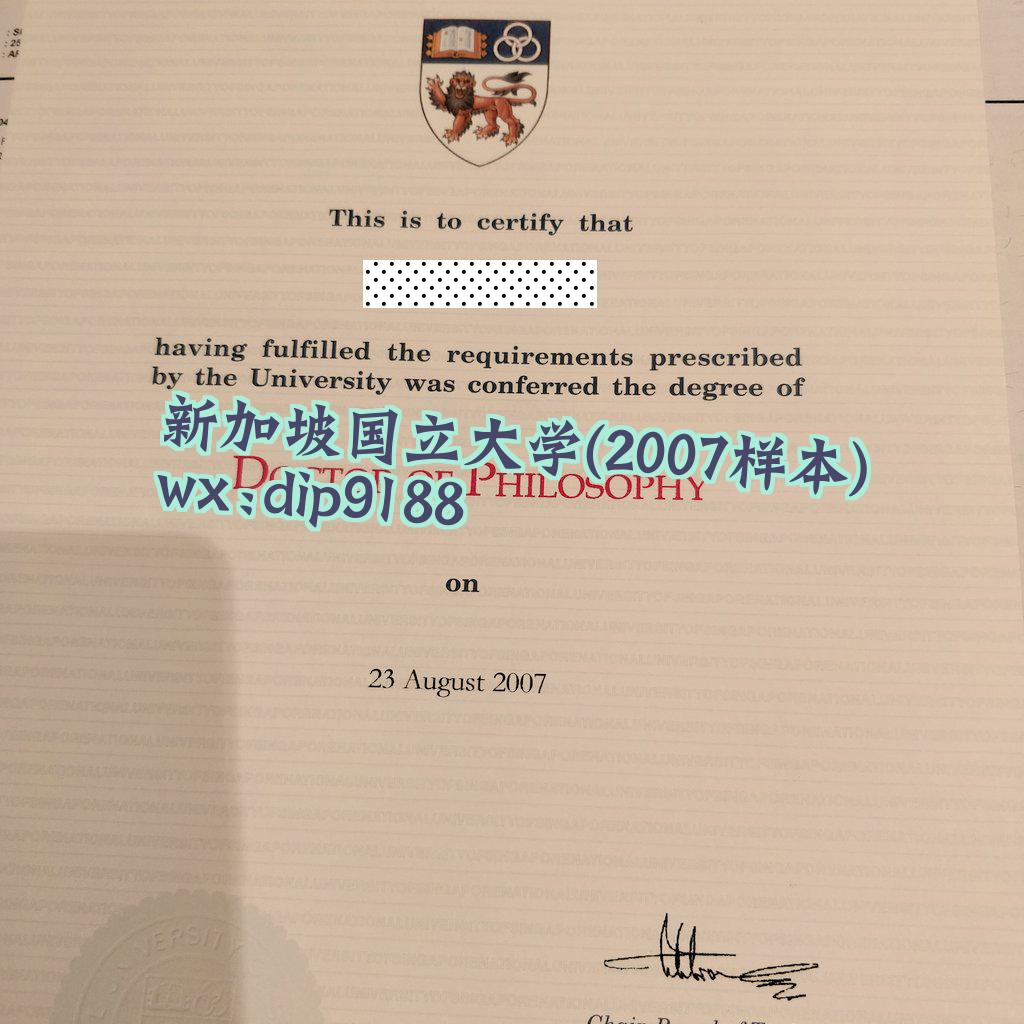 This is to certify that
having fulfilled the requirements prescribed
by the University was conferred the degree of
新加坡国立大学(2007样本)
DOCTOR OF PHILOSOPHY
wx:dip9188
on
23 August 2007